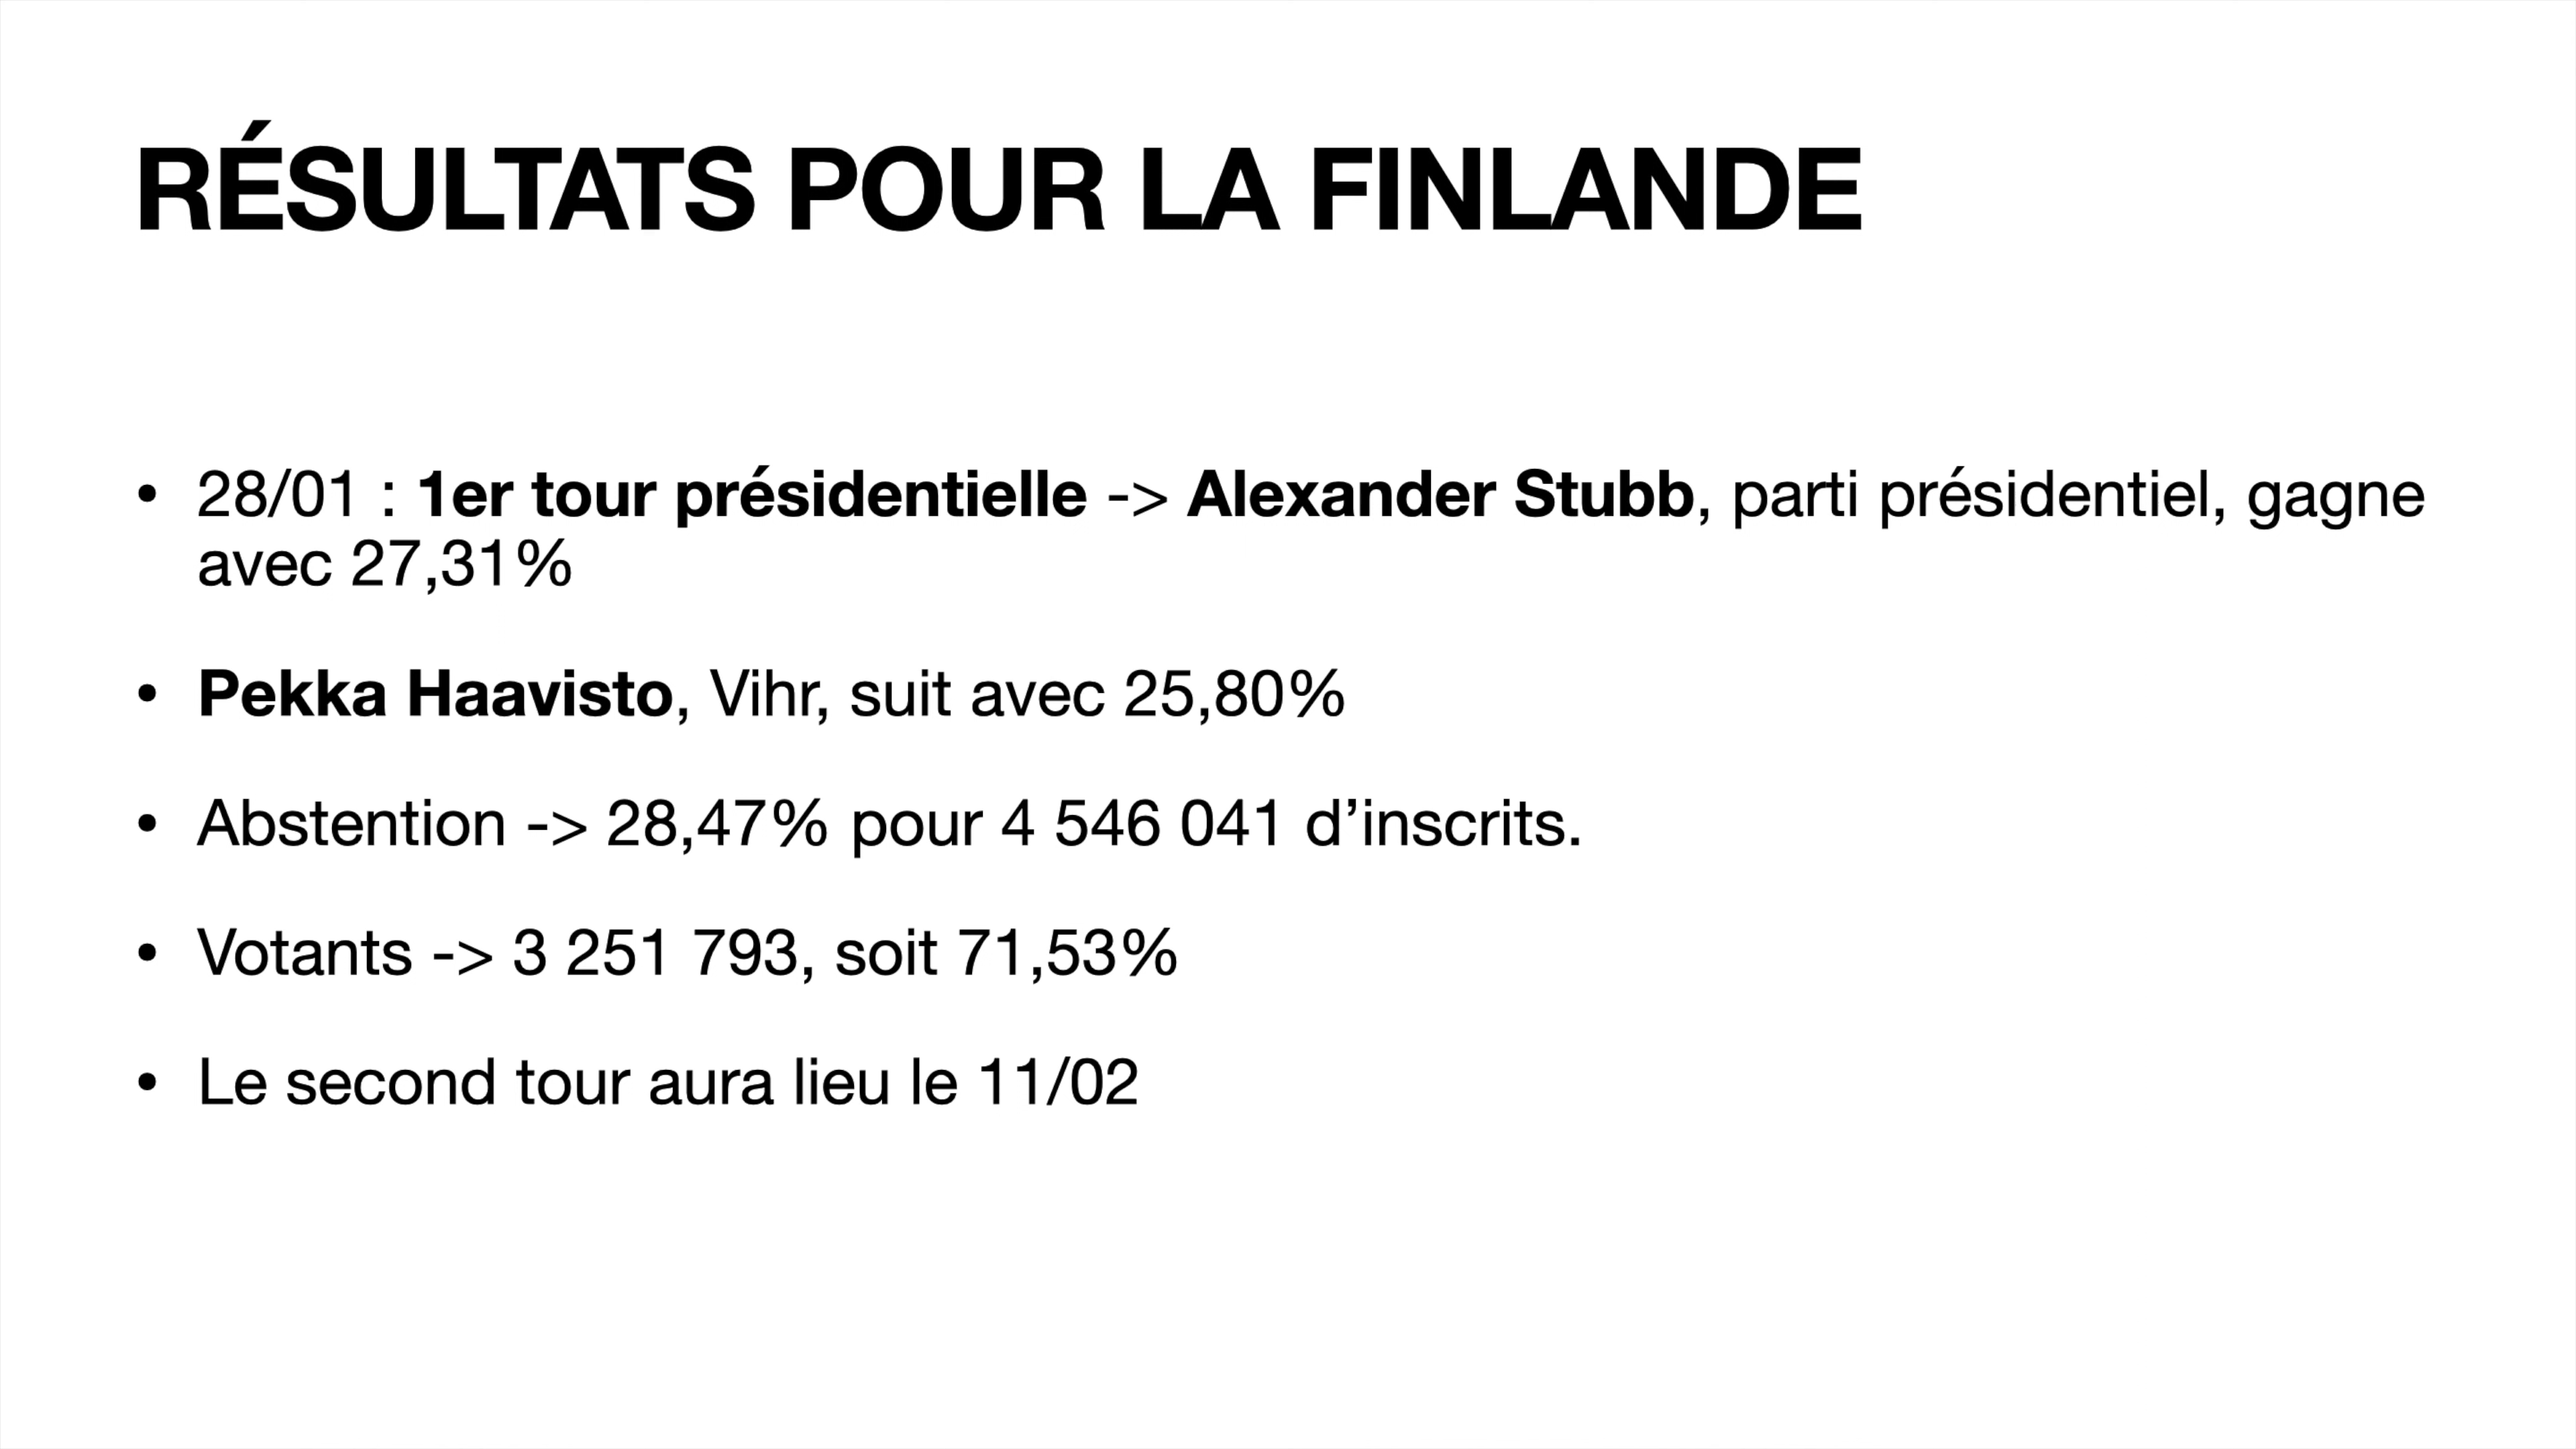 RÉSULTATS POUR LA FINLANDE
• 28/01 : 1er tour présidentielle -> Alexander Stubb, parti présidentiel, gagne
avec 27,31%
• Pekka Haavisto, Vihr, suit avec 25,80%
• Abstention -> 28,47% pour 4 546 041 d’inscrits.
• Votants -> 3 251 793, soit 71,53%
• Le second tour aura lieu le 11/02